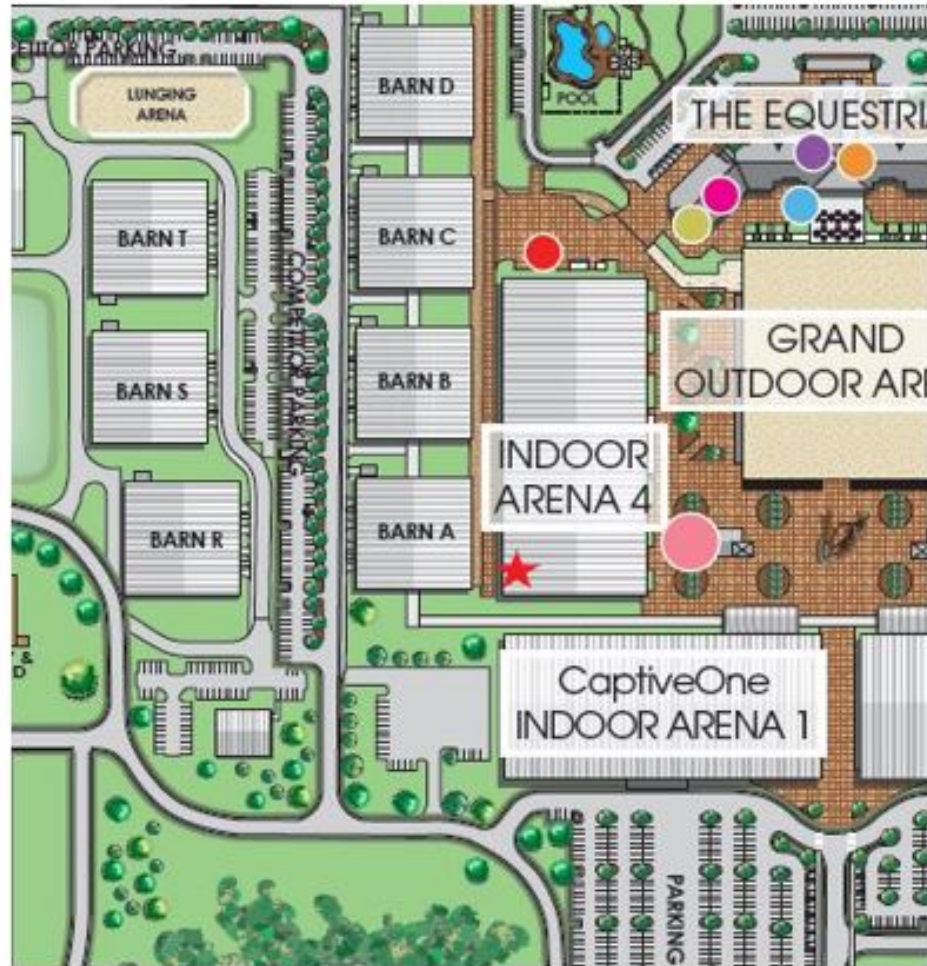 PETITOR PARKING
LUNGING
ARENA
BARN D
POOL
THE EQUESTRI
BARN T
BARN C
COMPETITOR PARKING
GRAND
OUTDOOR ARE
BARN S
BARN B
INDOOR
ARENA 4
BARN R
BARN A
CaptiveOne
INDOOR ARENA 1
PARKING